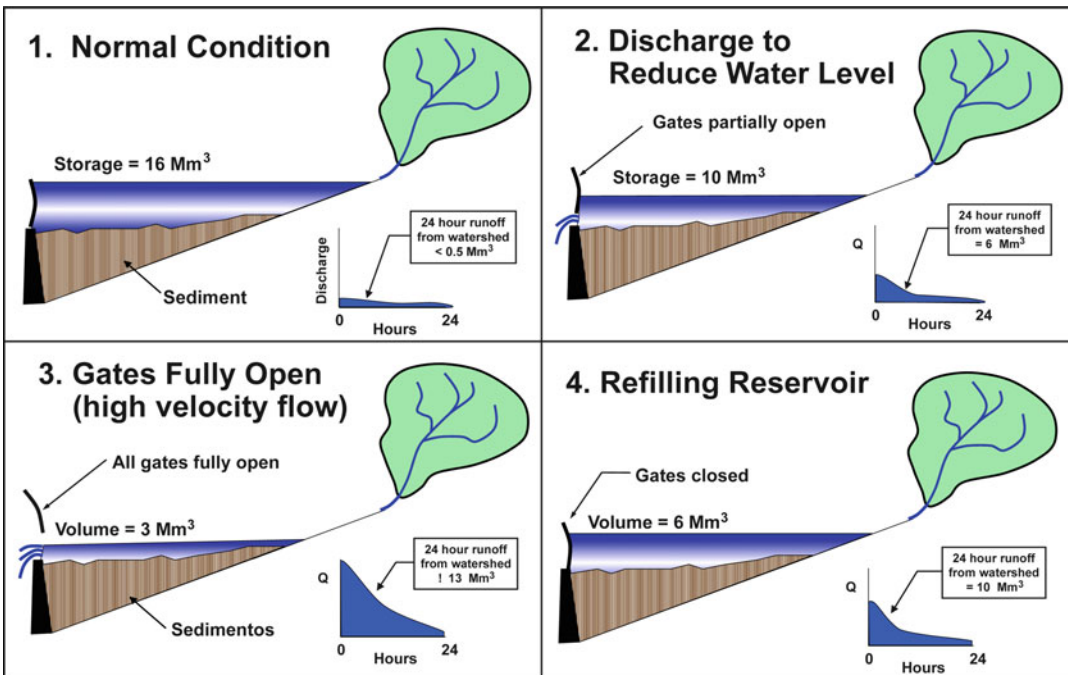 1. Normal Condition
Storage = 16 Mm³
Sediment
24 hour runoff
from watershed
< 0.5 Mm³
Discharge
0
24
Hours
2. Discharge to
Reduce Water Level
Gates partially open
Storage = 10 Mm³
24 hour runoff
from watershed
= 6 Mm³
Q
0
24
Hours
3. Gates Fully Open
(high velocity flow)
All gates fully open
Volume = 3 Mm³
Sedimentos
24 hour runoff
from watershed
! 13 Mm³
Q
0
24
Hours
4. Refilling Reservoir
Gates closed
Volume = 6 Mm³
24 hour runoff
from watershed
= 10 Mm³
Q
0
24
Hours